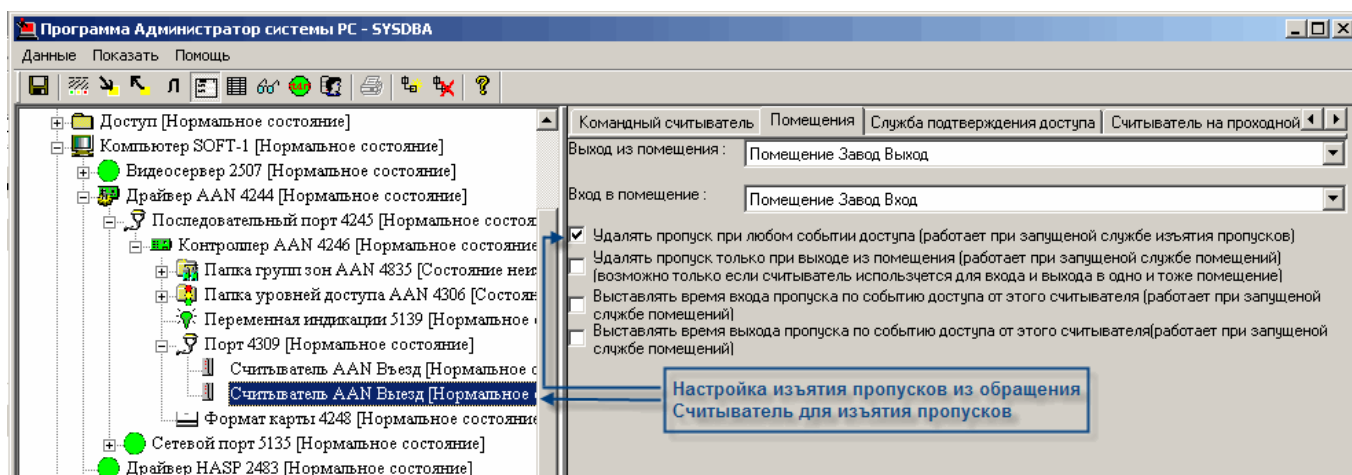 Программа Администратор системы PC - SYSDBA
Данные Показать Помощь
Доступ [Нормальное состояние]
Компьютер SOFT-1 [Нормальное состояние]
Видеосервер 2507 [Нормальное состояние]
Драйвер AAN 4244 [Нормальное состояние]
Последовательный порт 4245 [Нормальное состоя
Контроллер AAN 4246 [Нормальное состояние
Папка групп зон AAN 4835 [Состояние неиз
Папка уровней доступа AAN 4306 [Состоян
Переменная индикации 5139 [Нормальное
Порт 4309 [Нормальное состояние]
Считыватель AAN Въезд [Нормальное с
Считыватель AAN Выезд [Нормальное
Формат карты 4248 [Нормальное состояние
Сетевой порт 5135 [Нормальное состояние]
Драйвер HASP 2483 [Нормальное состояние]
Командный считыватель Помещения Служба подтверждения доступа Считыватель на проходной
Выход из помещения : Помещение Завод Выход
Вход в помещение : Помещение Завод Вход
Удалять пропуск при любом событии доступа (работает при запущеной службе изъятия пропусков)
Удалять пропуск только при выходе из помещения (работает при запущеной службе помещений)
(возможно только если считыватель используется для входа и выхода в одно и тоже помещение)
Выставлять время входа пропуска по событию доступа от этого считывателя (работает при запущеной
службе помещений)
Выставлять время выхода пропуска по событию доступа от этого считывателя(работает при запущеной
службе помещений)
Настройка изъятия пропусков из обращения
Считыватель для изъятия пропусков